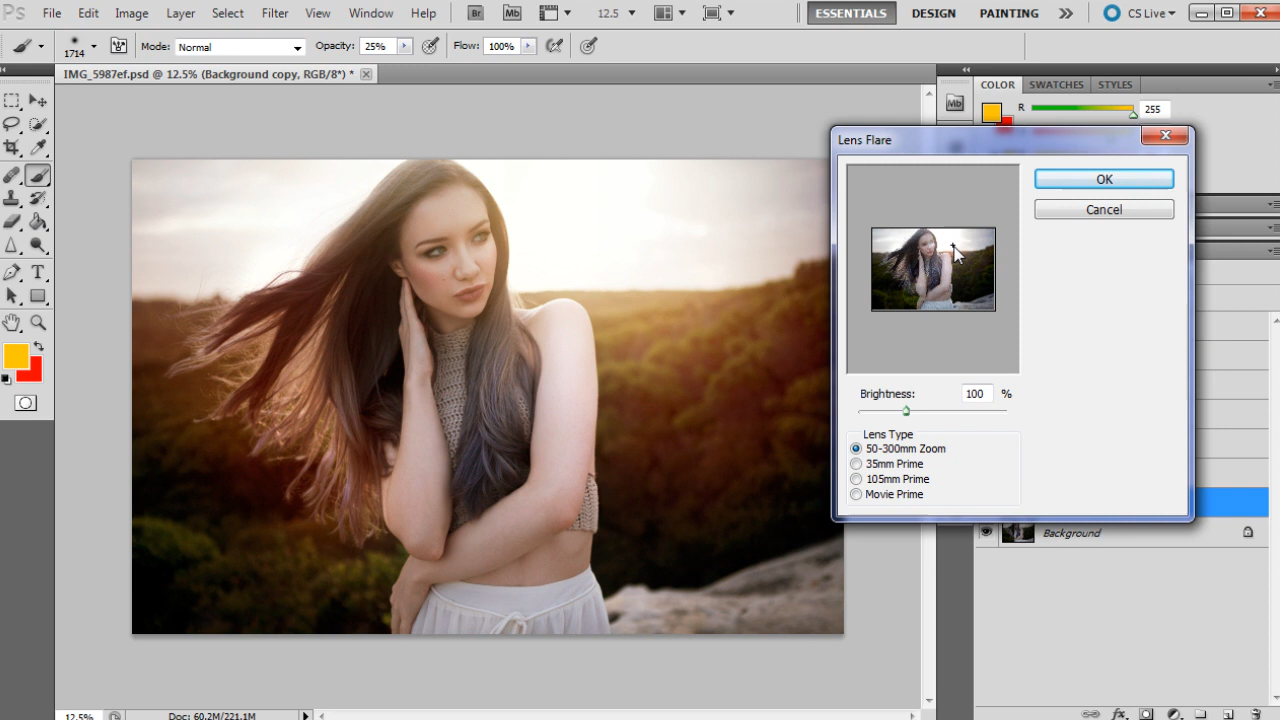 Ps File Edit Image Layer Select Filter View Window Help Br Mb 12.5 ESSENTIALS DESIGN PAINTING CS Live
1714 Mode: Normal Opacity: 25% Flow: 100%
IMG_5987ef.psd @ 12.5% (Background copy, RGB/8*) *
COLOR SWATCHES STYLES
Mb
R 255
Lens Flare
OK
Cancel
Brightness: 100 %
Lens Type
50-300mm Zoom
35mm Prime
105mm Prime
Movie Prime
Background
T
12.5% Doc: 60.2M/221.1M
fx